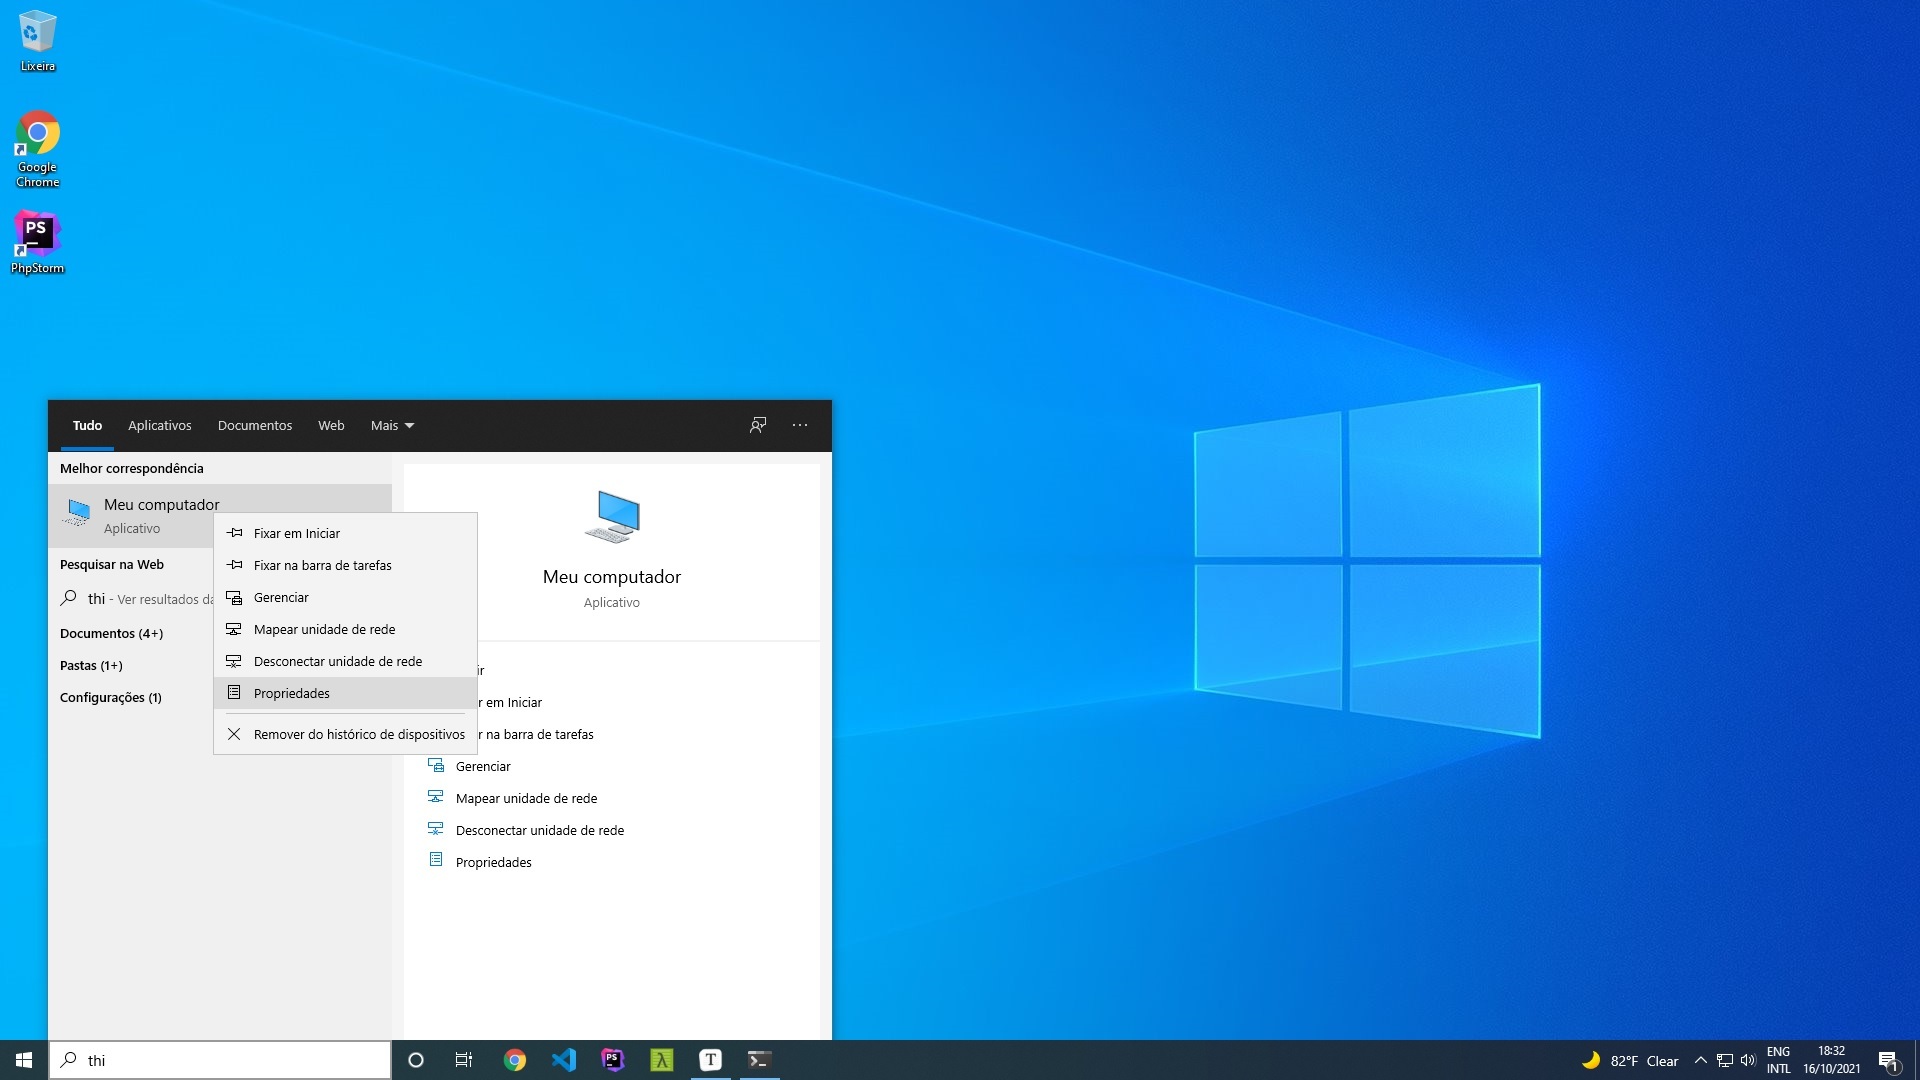 Lixeira
Google
Chrome
PS
PhpStorm
Tudo
Aplicativos
Documentos
Web
Mais
Melhor correspondência
Meu computador
Aplicativo
Pesquisar na Web
thi - Ver resultados
Documentos (4+)
Pastas (1+)
Configurações (1)
Fixar em Iniciar
Fixar na barra de tarefas
Gerenciar
Mapear unidade de rede
Desconectar unidade de rede
Propriedades
Remover do histórico de dispositivos
Meu computador
Aplicativo
em Iniciar
na barra de tarefas
Gerenciar
Mapear unidade de rede
Desconectar unidade de rede
Propriedades
thi
PS
λ
T
82°F Clear
ENG
INTL
18:32
16/10/2021
1